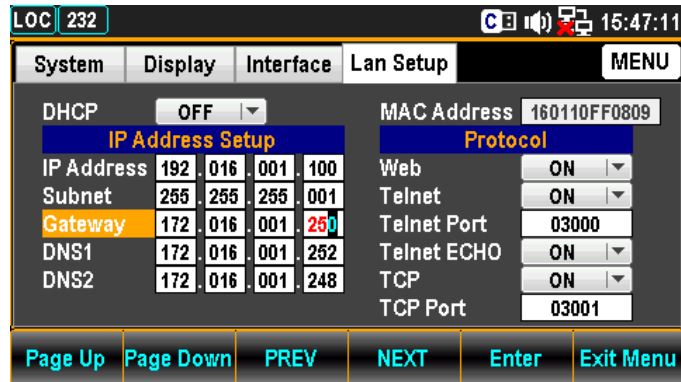 LOC 232 C 15:47:11
System Display Interface Lan Setup MENU
DHCP OFF MAC Address 160110FF0809
IP Address Setup Protocol
IP Address 192.016.001.100 Web ON
Subnet 255.255.255.001 Telnet ON
Gateway 172.016.001.250 Telnet Port 03000
DNS1 172.016.001.252 Telnet ECHO ON
DNS2 172.016.001.248 TCP ON
TCP Port 03001
Page Up Page Down PREV NEXT Enter Exit Menu